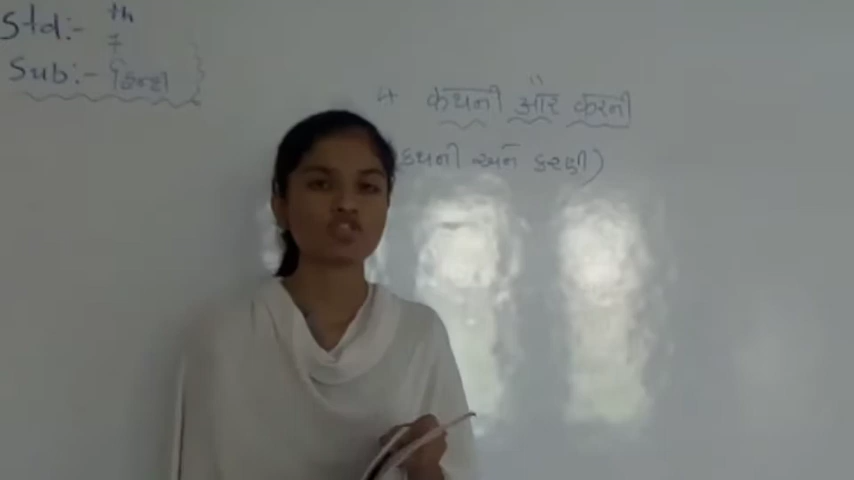 Std:- 7th
Sub:- हिन्दी
* कथनी और करनी
(કથની અને કરણી)